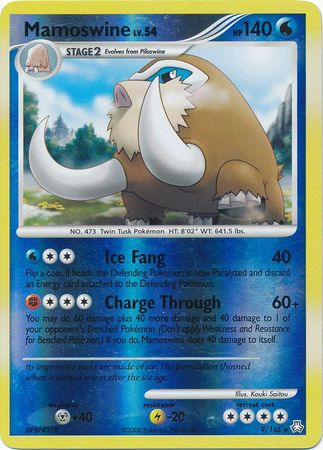 Mamoswine LV.54 HP 140
STAGE2 Evolves from Piloswine
NO. 473 Twin Tusk Pokémon HT: 8'02" WT: 641.5 lbs.
Ice Fang 40
Flip a coin. If heads, the Defending Pokémon is now Paralyzed and discard
an Energy card attached to the Defending Pokémon.
Charge Through 60+
You may do 60 damage plus 40 more damage and 40 damage to 1 of
your opponent's Benched Pokémon. (Don't apply Weakness and Resistance
for Benched Pokémon.) If you do, Mamoswine does 40 damage to itself.
Its impressive tusks are made of ice. The population thinned
when it turned warm after the ice age.
Illus. Kouki Saitou
weakness resistance retreat cost
+40 -20
DPBP#278 ©2008 Pokémon/Nintendo 9/146 ★